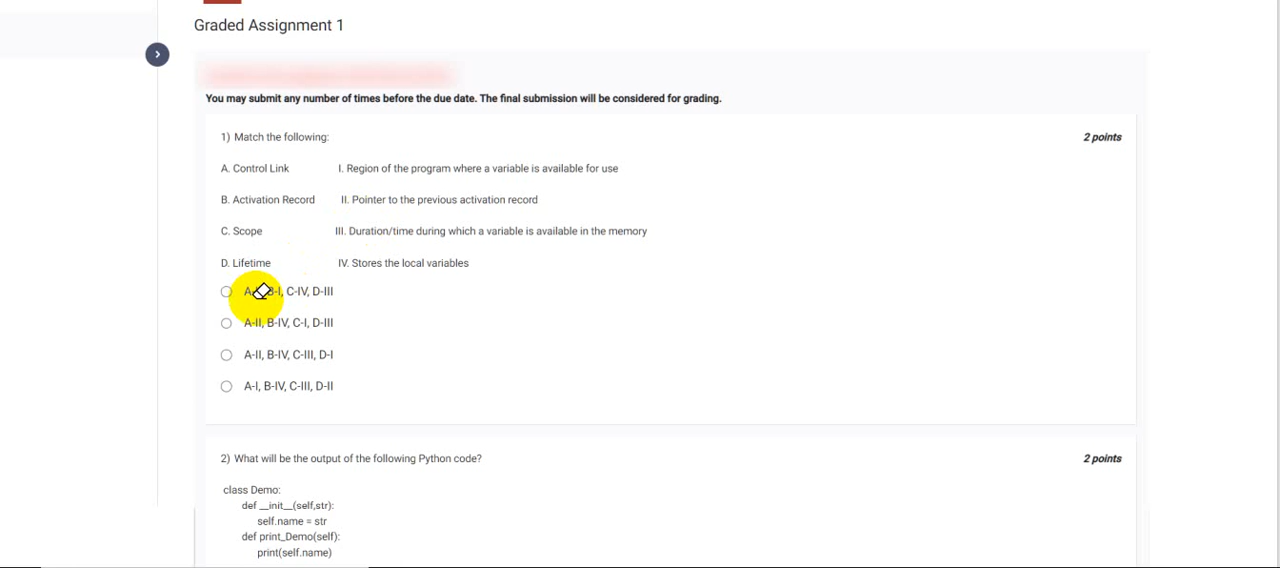 Graded Assignment 1
You may submit any number of times before the due date. The final submission will be considered for grading.
1) Match the following: 2 points
A. Control Link I. Region of the program where a variable is available for use
B. Activation Record II. Pointer to the previous activation record
C. Scope III. Duration/time during which a variable is available in the memory
D. Lifetime IV. Stores the local variables
C-IV, D-III
A-II, B-IV, C-I, D-III
A-II, B-IV, C-III, D-I
A-I, B-IV, C-III, D-II
2) What will be the output of the following Python code? 2 points
class Demo:
def __init__(self,str):
self.name = str
def print_Demo(self):
print(self.name)